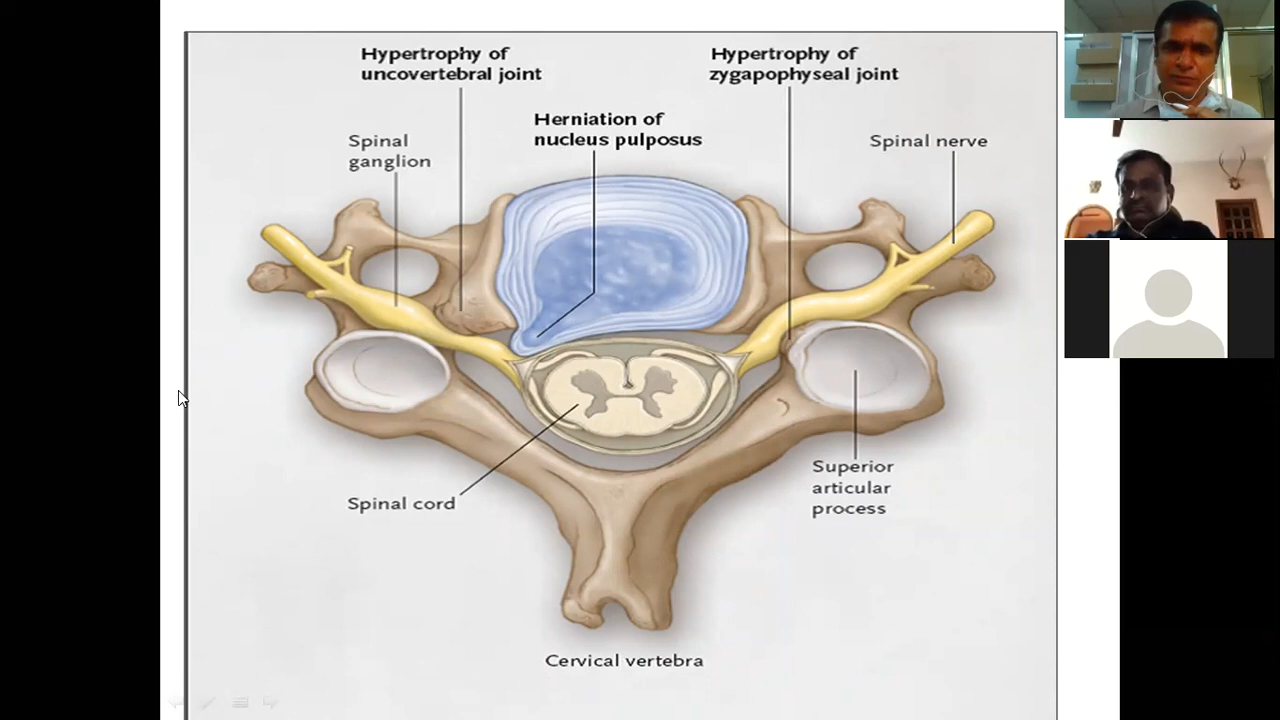 Hypertrophy of
uncovertebral joint
Hypertrophy of
zygapophyseal joint
Herniation of
nucleus pulposus
Spinal
ganglion
Spinal nerve
Superior
articular
process
Spinal cord
Cervical vertebra